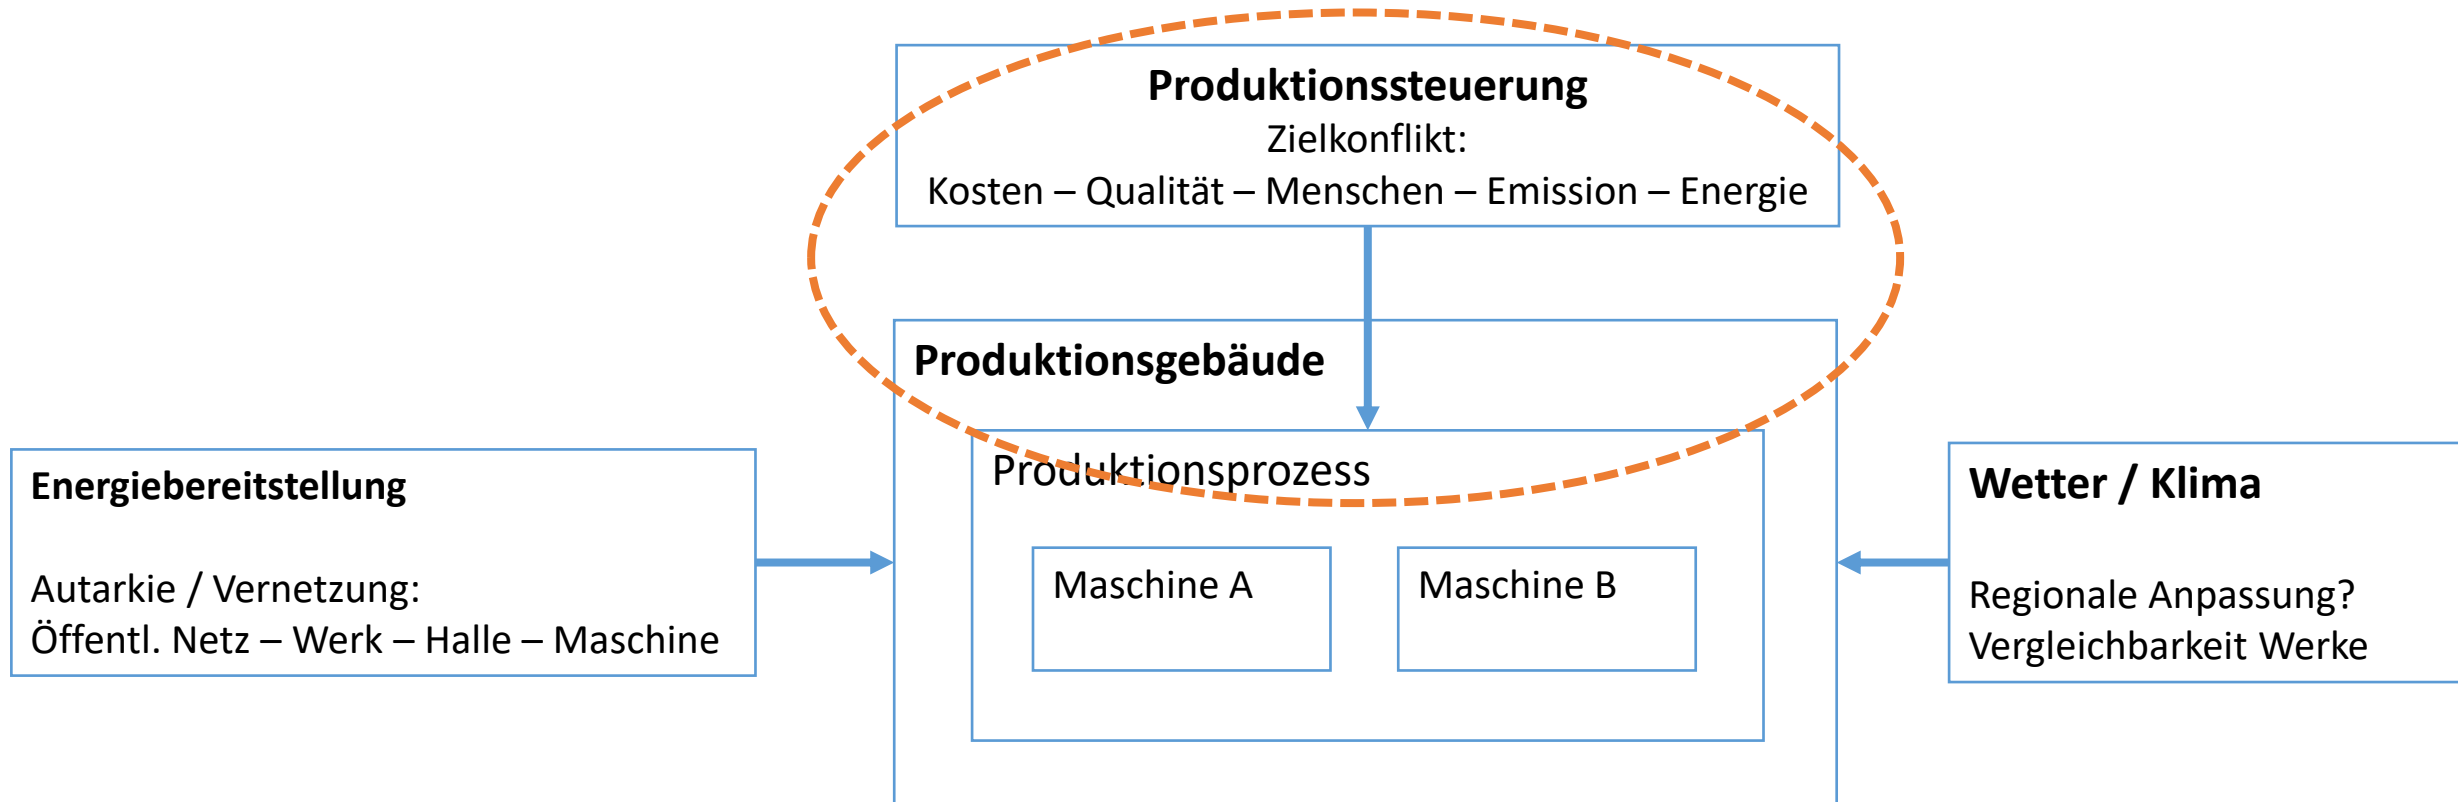 Produktionssteuerung
Zielkonflikt:
Kosten – Qualität – Menschen – Emission – Energie
Produktionsgebäude
Produktionsprozess
Maschine A
Maschine B
Energiebereitstellung
Autarkie / Vernetzung:
Öffentl. Netz – Werk – Halle – Maschine
Wetter / Klima
Regionale Anpassung?
Vergleichbarkeit Werke